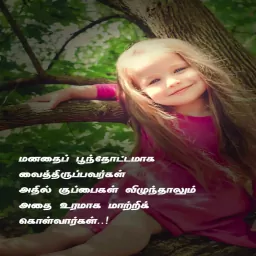 மனதைப் பூந்தோட்டமாக
வைத்திருப்பவர்கள்
அதில் குப்பைகள் விழுந்தாலும்
அதை உரமாக மாற்றிக்
கொள்வார்கள்..!